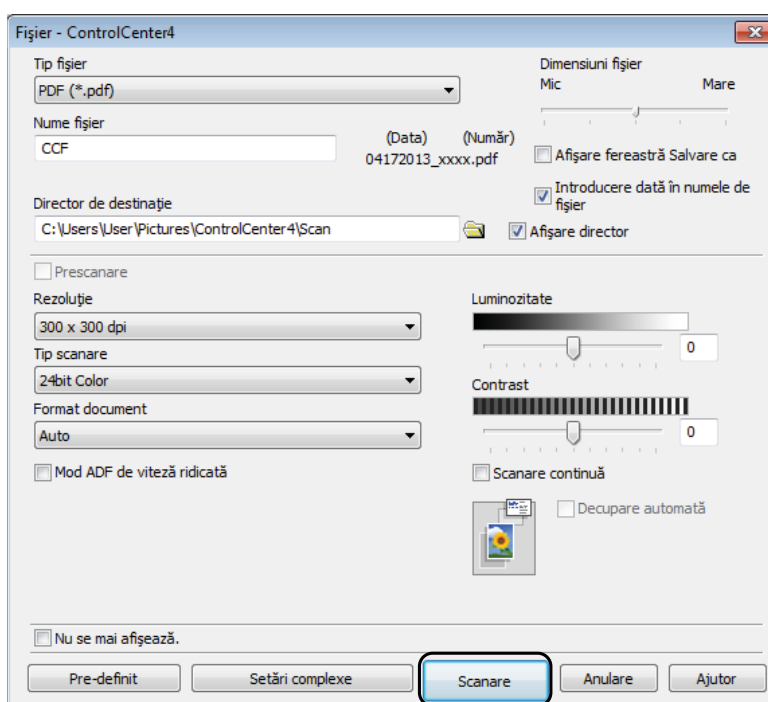 Fişier - ControlCenter4
Tip fişier
PDF (*.pdf)
Dimensiuni fişier
Mic Mare
Nume fişier
CCF
(Data) (Număr)
04172013_xxxx.pdf
Afişare fereastră Salvare ca
Introducere dată în numele de
fişier
Director de destinaţie
C:\Users\User\Pictures\ControlCenter4\Scan
Afişare director
Prescanare
Rezoluţie
300 x 300 dpi
Tip scanare
24bit Color
Format document
Auto
Mod ADF de viteză ridicată
Luminozitate
0
Contrast
0
Scanare continuă
Decupare automată
Nu se mai afişează.
Pre-definit Setări complexe Scanare Anulare Ajutor